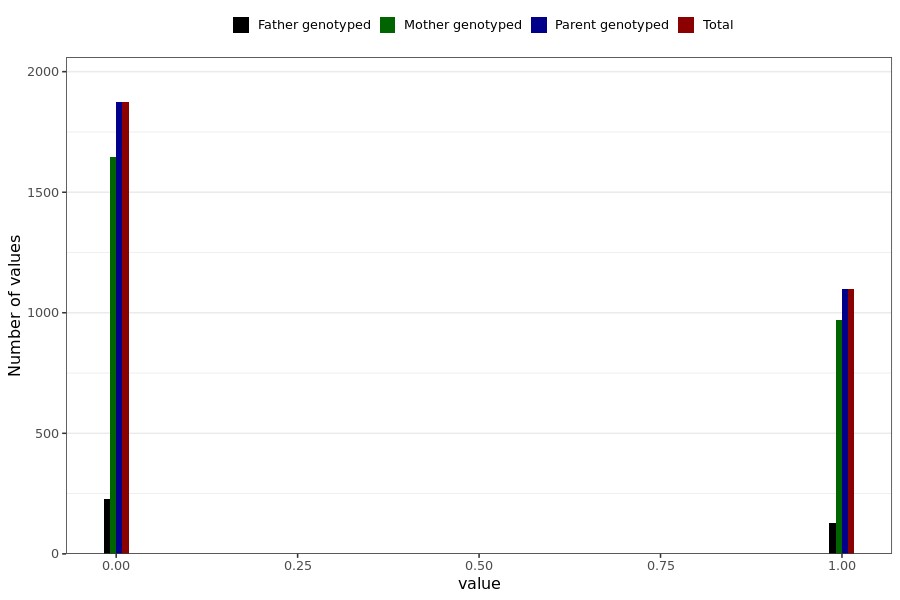 Father genotyped Mother genotyped Parent genotyped Total
Number of values
2000
1500
1000
500
0
0.00 0.25 0.50 0.75 1.00
value